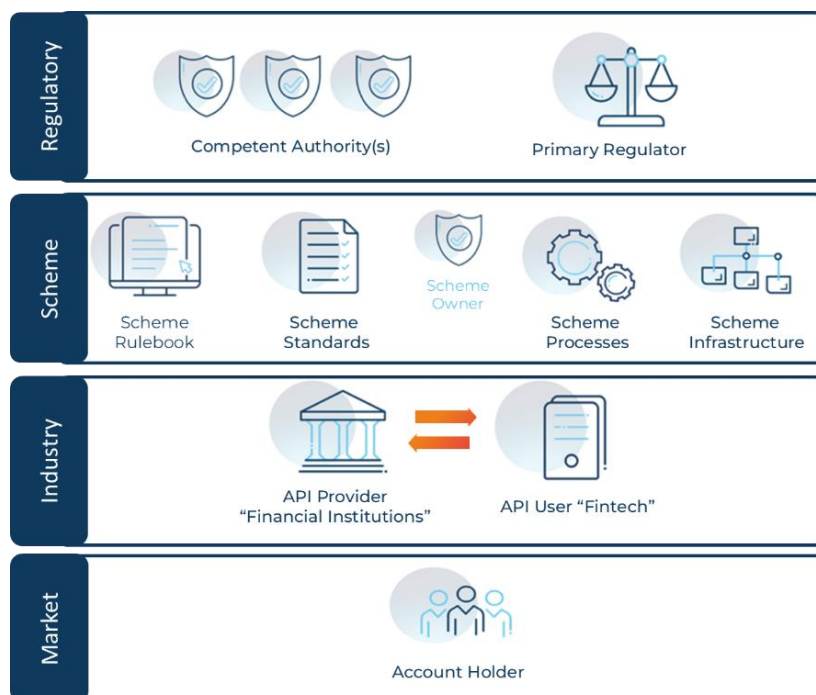 Regulatory
Competent Authority(s)
Primary Regulator
Scheme
Scheme
Rulebook
Scheme
Standards
Scheme
Owner
Scheme
Processes
Scheme
Infrastructure
Industry
API Provider
“Financial Institutions”
API User “Fintech”
Market
Account Holder